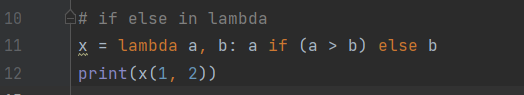 10 # if else in lambda
11 x = lambda a, b: a if (a > b) else b
12 print(x(1, 2))